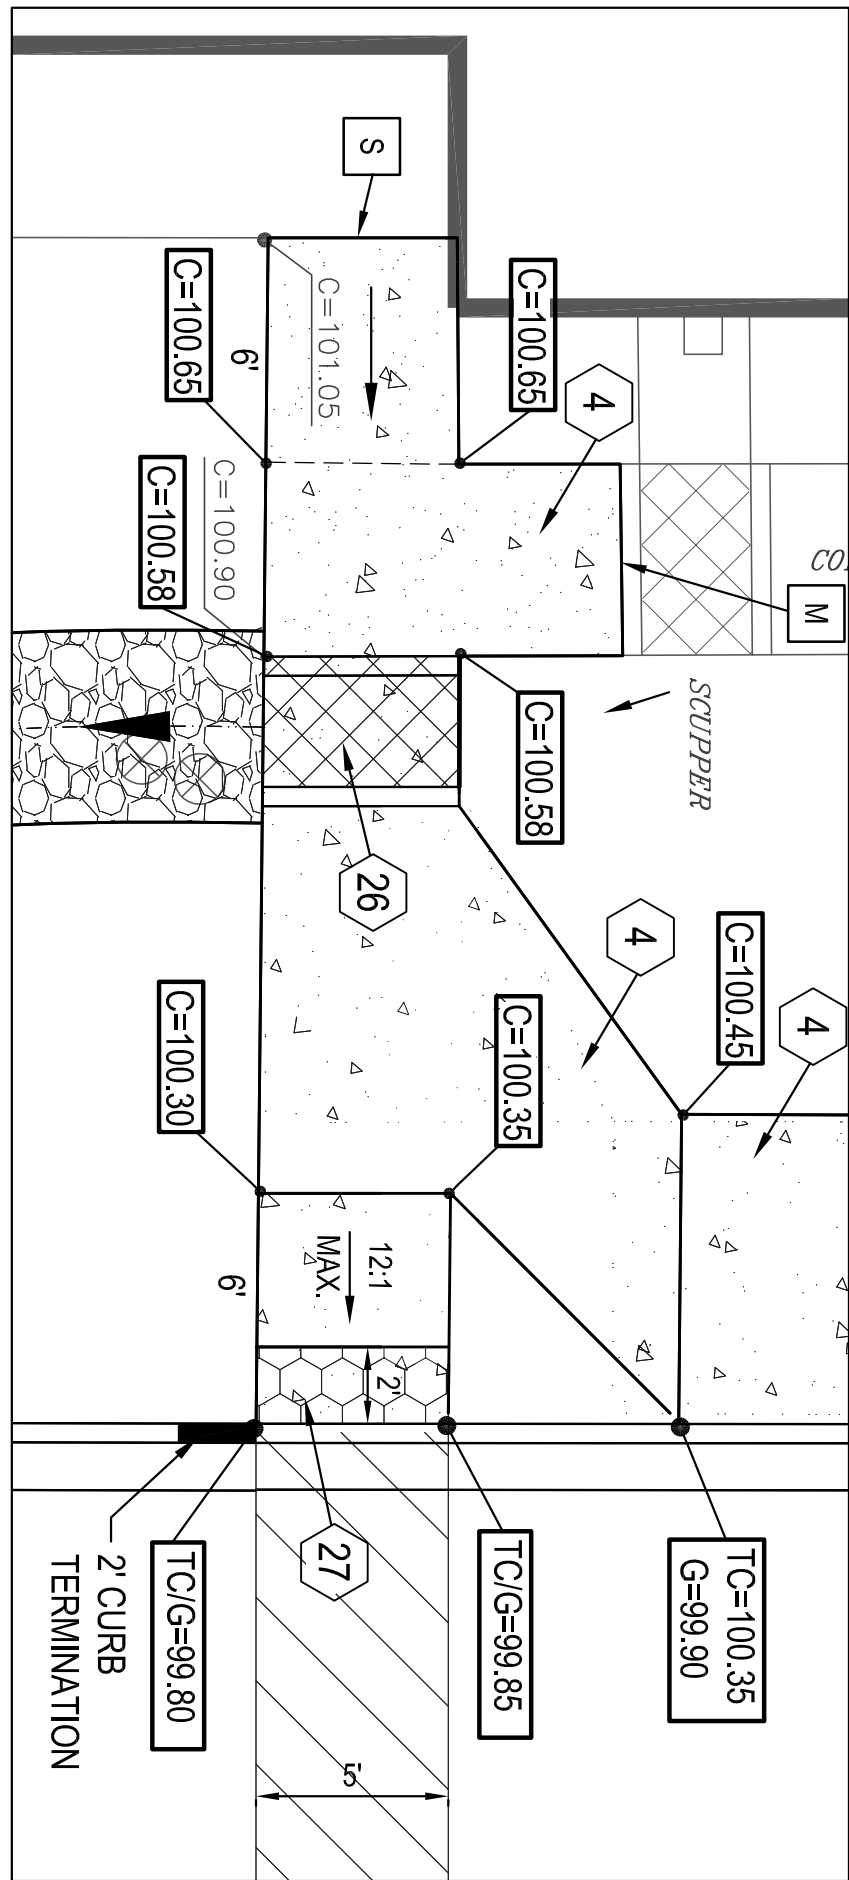 S
C=101.05
C=100.65
6'
C=100.65
4
C=100.90
C=100.58
M
SCUPPER
C=100.58
26
4
C=100.45
4
C=100.30
C=100.35
12:1
MAX.
6'
2'
27
TC=100.35
G=99.90
TC/G=99.85
TC/G=99.80
2' CURB
TERMINATION
5'